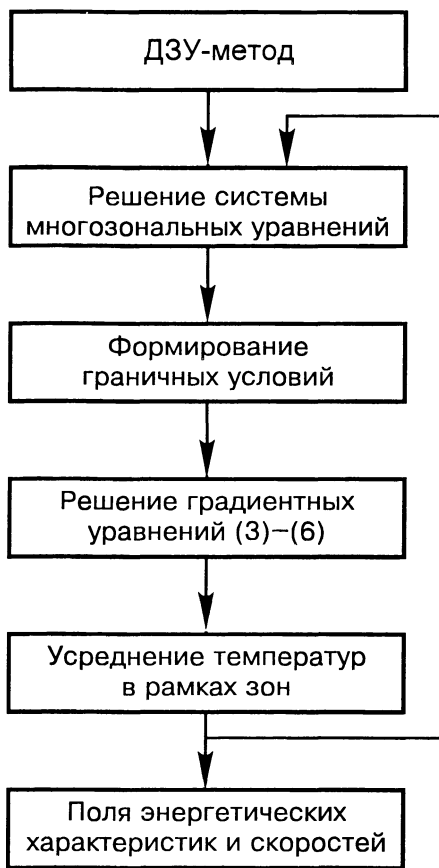 ДЗУ-метод
Решение системы
многозональных уравнений
Формирование
граничных условий
Решение градиентных
уравнений (3)–(6)
Усреднение температур
в рамках зон
Поля энергетических
характеристик и скоростей